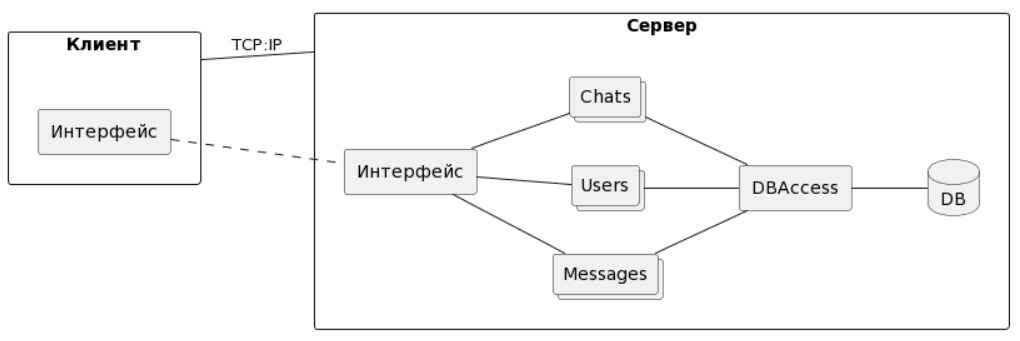 Клиент
TCP:IP
Сервер
Интерфейс
Интерфейс
Chats
Users
Messages
DBAccess
DB